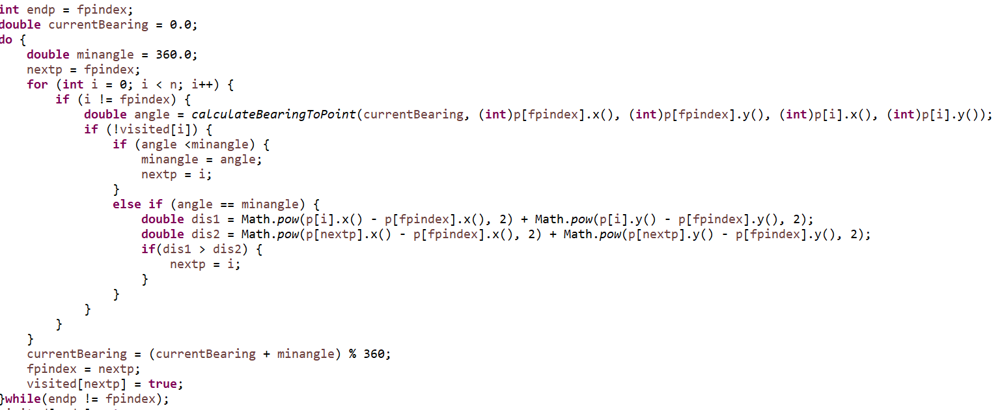 int endp = fpindex;
double currentBearing = 0.0;
do {
    double minangle = 360.0;
    nextp = fpindex;
    for (int i = 0; i < n; i++) {
        if (i != fpindex) {
            double angle = calculateBearingToPoint(currentBearing, (int)p[fpindex].x(), (int)p[fpindex].y(), (int)p[i].x(), (int)p[i].y());
            if (!visited[i]) {
                if (angle <minangle) {
                    minangle = angle;
                    nextp = i;
                }
                else if (angle == minangle) {
                    double dis1 = Math.pow(p[i].x() - p[fpindex].x(), 2) + Math.pow(p[i].y() - p[fpindex].y(), 2);
                    double dis2 = Math.pow(p[nextp].x() - p[fpindex].x(), 2) + Math.pow(p[nextp].y() - p[fpindex].y(), 2);
                    if(dis1 > dis2) {
                        nextp = i;
                    }
                }
            }
        }
    }
    currentBearing = (currentBearing + minangle) % 360;
    fpindex = nextp;
    visited[nextp] = true;
}while(endp != fpindex);